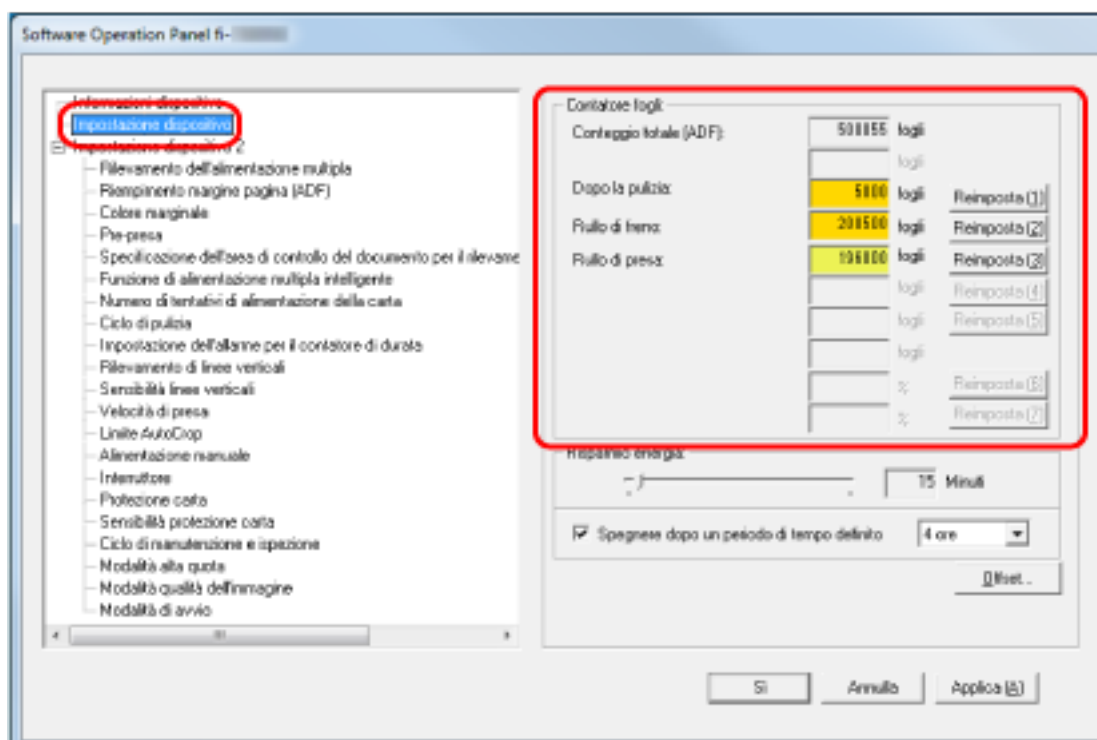 Software Operation Panel fi-
Informazioni dispositivo
Impostazione dispositivo
Impostazione dispositivo 2
Rilevamento dell'alimentazione multipla
Riempimento margine pagina (ADF)
Colore marginale
Pre-presa
Specificazione dell'area di controllo del documento per il rilevame
Funzione di alimentazione multipla intelligente
Numero di tentativi di alimentazione della carta
Ciclo di pulizia
Impostazione dell'allarme per il contatore di durata
Rilevamento di linee verticali
Sensibilità linee verticali
Velocità di presa
Limite AutoCrop
Alimentazione manuale
Interruttore
Protezione carta
Sensibilità protezione carta
Ciclo di manutenzione e ispezione
Modalità alta quota
Modalità qualità dell'immagine
Modalità di avvio
Contatore fogli:
Conteggio totale (ADF): 500055 fogli
fogli
Dopo la pulizia: 5000 fogli Reimposta (1)
Rullo di freno: 200500 fogli Reimposta (2)
Rullo di presa: 196000 fogli Reimposta (3)
fogli Reimposta (4)
fogli Reimposta (5)
fogli
% Reimposta (6)
% Reimposta (7)
Risparmio energia:
15 Minuti
Spegnere dopo un periodo di tempo definito 4 ore
Offset...
Sì Annulla Applica (A)